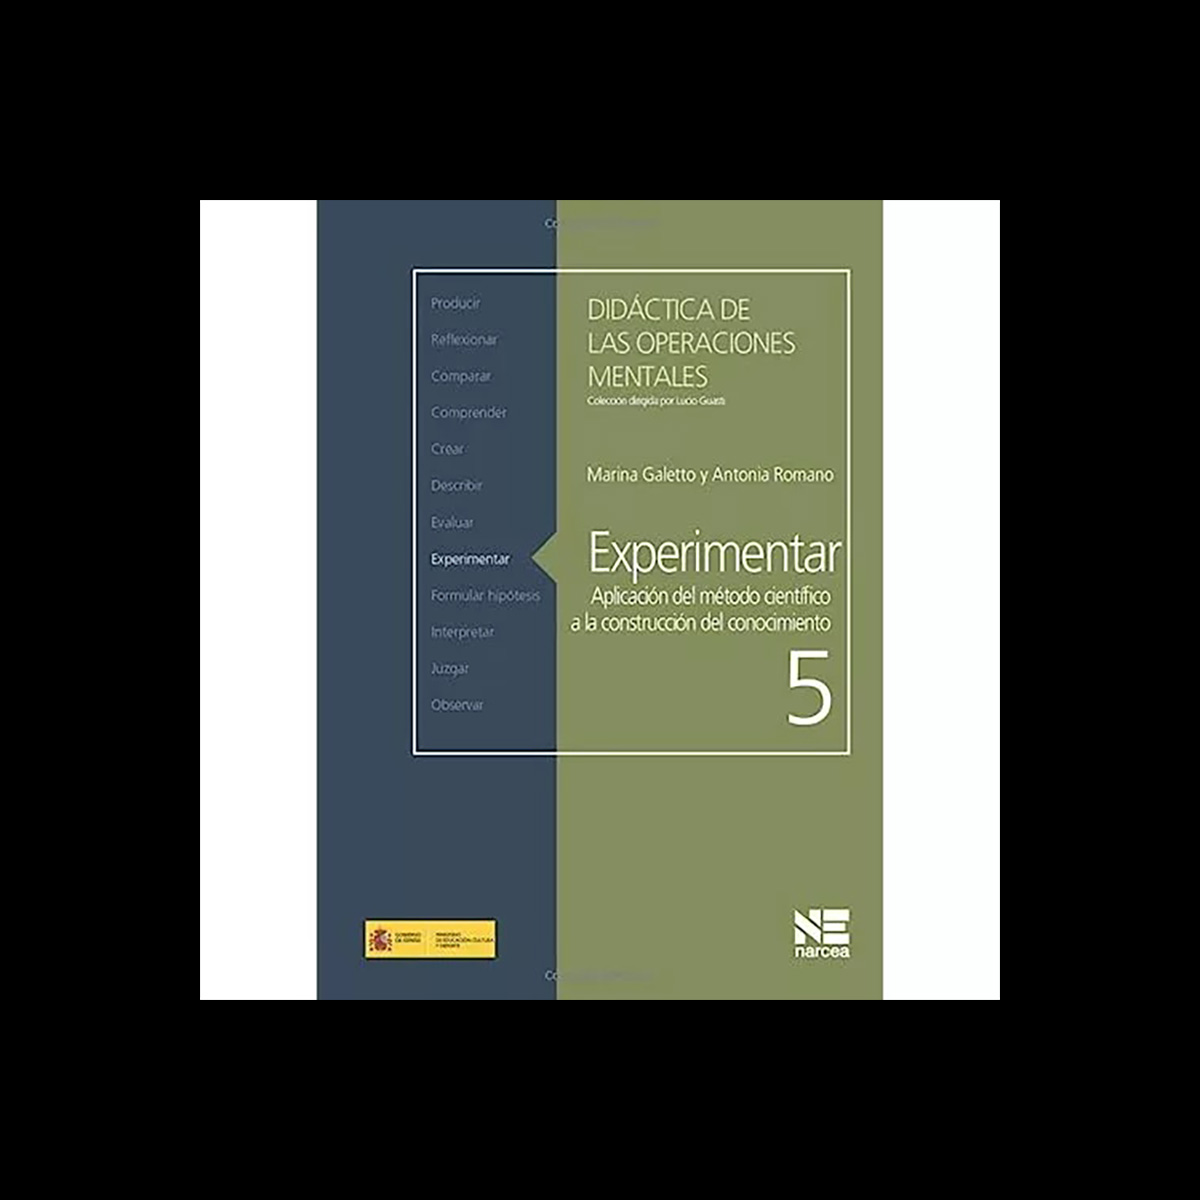 Producir
Reflexionar
Comparar
Comprender
Crear
Describir
Evaluar
Experimentar
Formular hipótesis
Interpretar
Juzgar
Observar
DIDÁCTICA DE
LAS OPERACIONES
MENTALES
Colección dirigida por Lucio Guasti
Marina Galetto y Antonia Romano
Experimentar
Aplicación del método científico
a la construcción del conocimiento
5
GOBIERNO
DE ESPAÑA
MINISTERIO
DE EDUCACIÓN, CULTURA
Y DEPORTE
NE
narcea